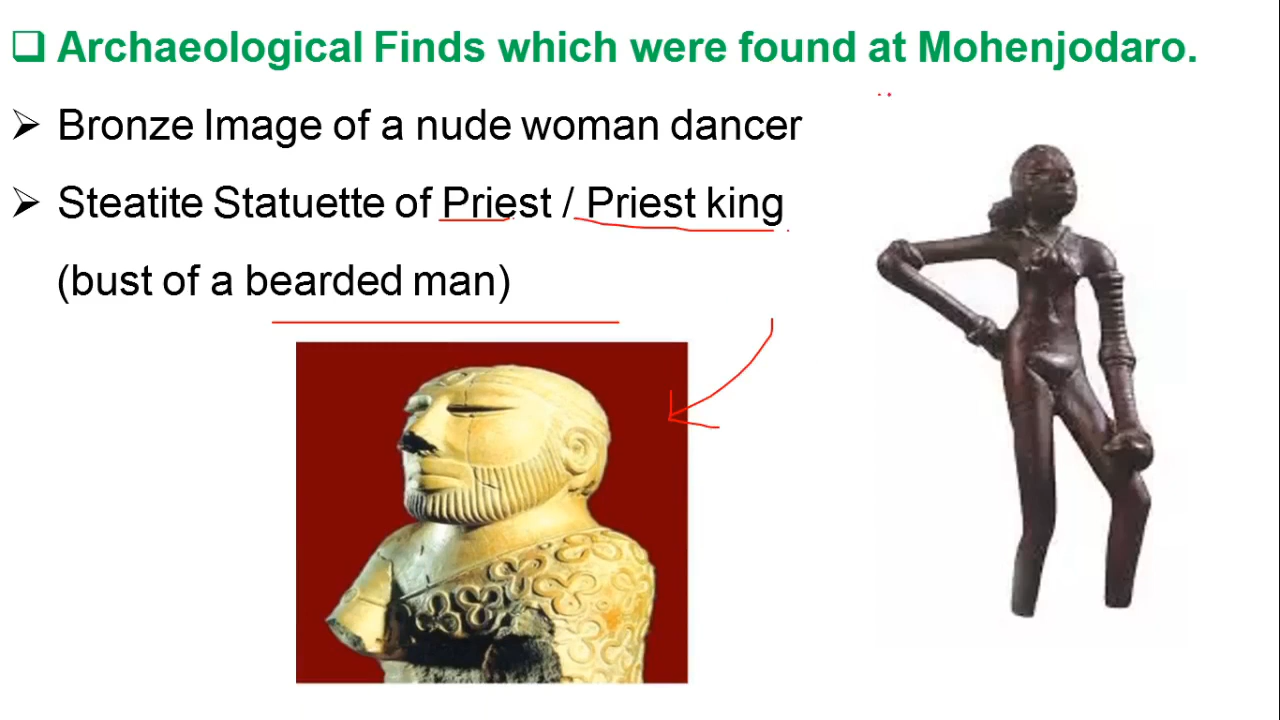 ❑ Archaeological Finds which were found at Mohenjodaro.
➢ Bronze Image of a nude woman dancer
➢ Steatite Statuette of Priest / Priest king
(bust of a bearded man)